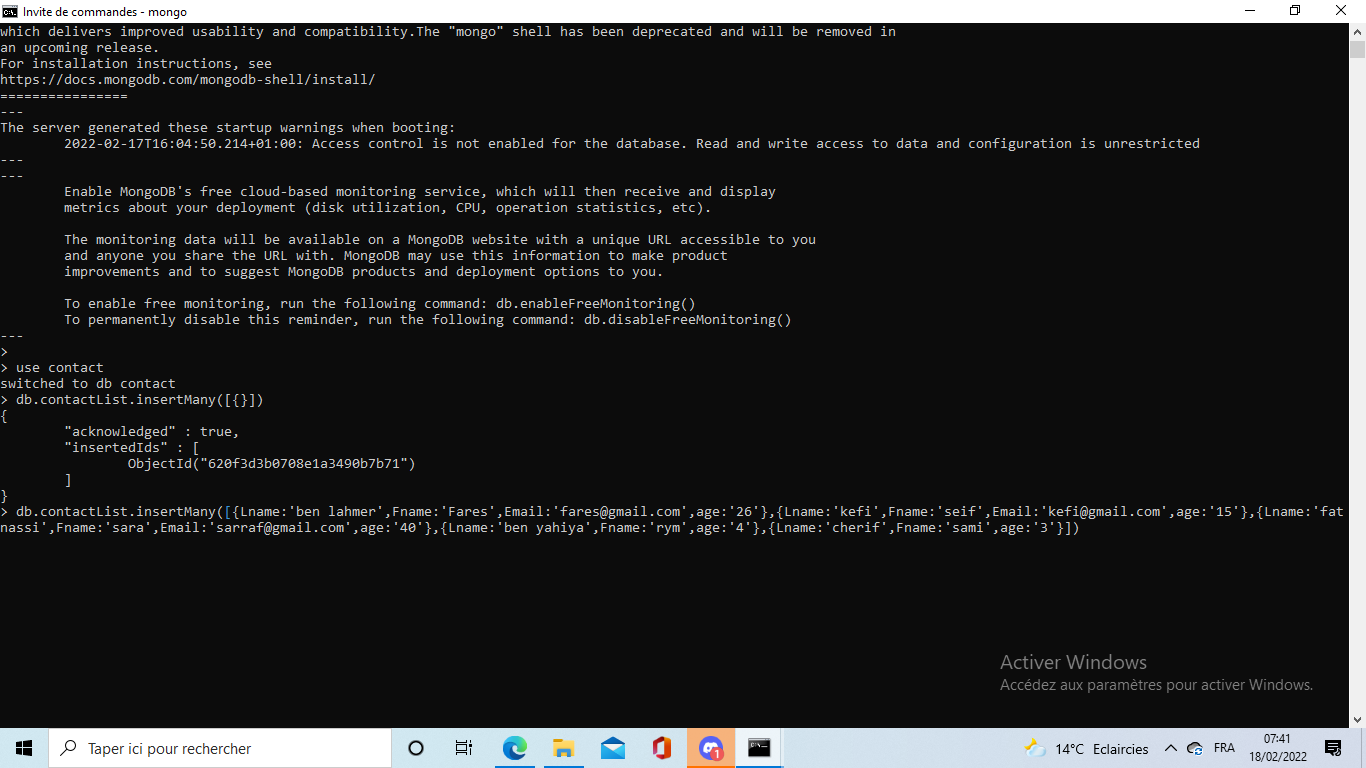 Invite de commandes - mongo
which delivers improved usability and compatibility.The "mongo" shell has been deprecated and will be removed in
an upcoming release.
For installation instructions, see
https://docs.mongodb.com/mongodb-shell/install/
================
---
The server generated these startup warnings when booting:
2022-02-17T16:04:50.214+01:00: Access control is not enabled for the database. Read and write access to data and configuration is unrestricted
---
---
Enable MongoDB's free cloud-based monitoring service, which will then receive and display
metrics about your deployment (disk utilization, CPU, operation statistics, etc).
The monitoring data will be available on a MongoDB website with a unique URL accessible to you
and anyone you share the URL with. MongoDB may use this information to make product
improvements and to suggest MongoDB products and deployment options to you.
To enable free monitoring, run the following command: db.enableFreeMonitoring()
To permanently disable this reminder, run the following command: db.disableFreeMonitoring()
---
>
> use contact
switched to db contact
> db.contactList.insertMany([{}])
{
"acknowledged" : true,
"insertedIds" : [
ObjectId("620f3d3b0708e1a3490b7b71")
]
}
> db.contactList.insertMany([{Lname:'ben lahmer',Fname:'Fares',Email:'fares@gmail.com',age:'26'},{Lname:'kefi',Fname:'seif',Email:'kefi@gmail.com',age:'15'},{Lname:'fat
nassi',Fname:'sara',Email:'sarraf@gmail.com',age:'40'},{Lname:'ben yahiya',Fname:'rym',age:'4'},{Lname:'cherif',Fname:'sami',age:'3'}])
Activer Windows
Accédez aux paramètres pour activer Windows.
Taper ici pour rechercher
1
14°C Eclaircies
FRA
07:41
18/02/2022